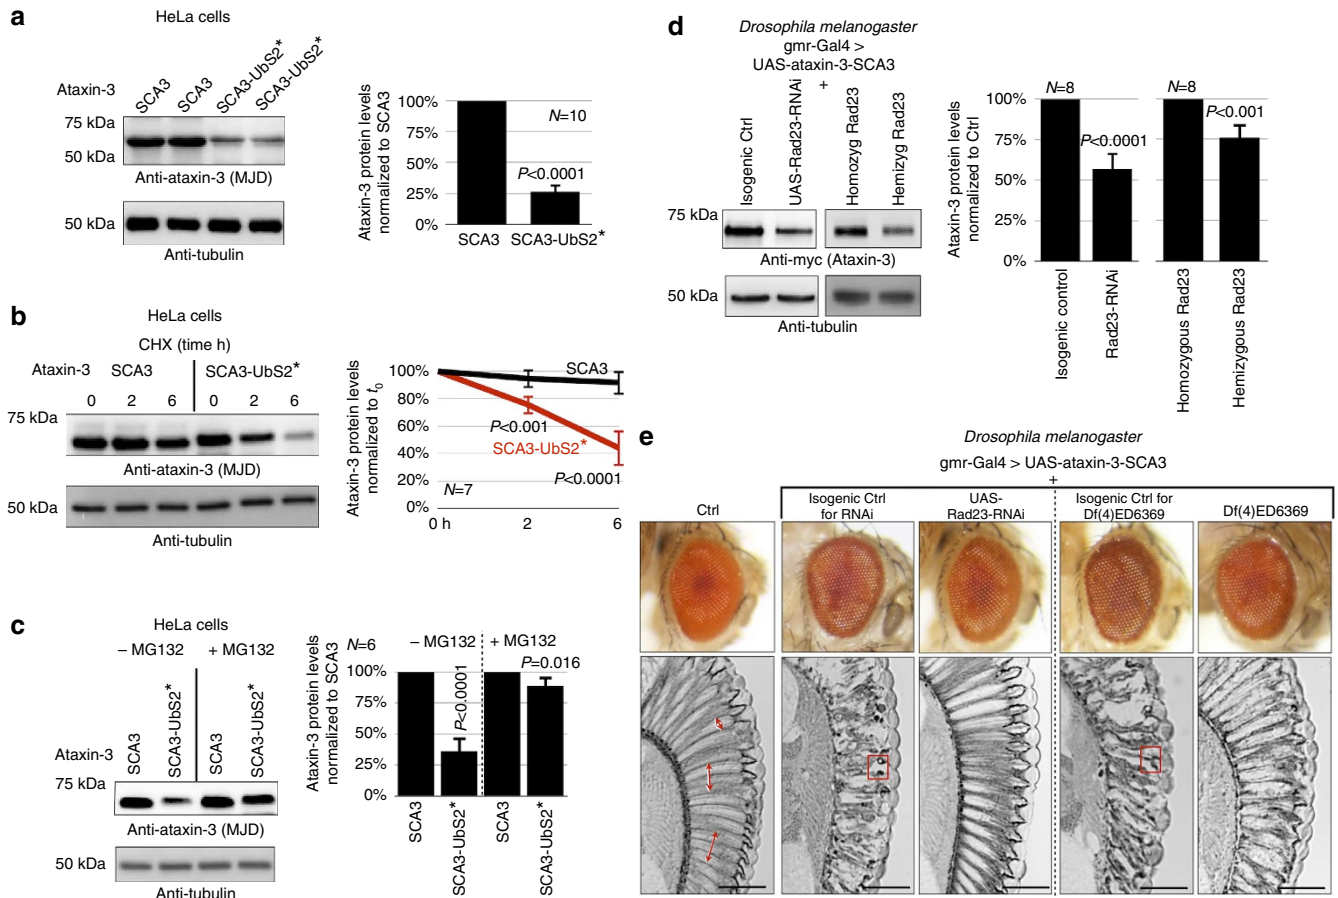 a
HeLa cells
Ataxin-3
SCA3
SCA3
SCA3-UbS2*
SCA3-UbS2*
75 kDa
50 kDa
Anti-ataxin-3 (MJD)
50 kDa
Anti-tubulin
Ataxin-3 protein levels
normalized to SCA3
100%
75%
50%
25%
0%
N=10
P<0.0001
SCA3 SCA3-UbS2*
b
HeLa cells
CHX (time h)
Ataxin-3 SCA3 SCA3-UbS2*
0 2 6 0 2 6
75 kDa
Anti-ataxin-3 (MJD)
50 kDa
Anti-tubulin
Ataxin-3 protein levels
normalized to t0
100%
80%
60%
40%
20%
0%
SCA3
P<0.001
SCA3-UbS2*
P<0.0001
N=7
0 h 2 6
c
HeLa cells
– MG132 + MG132
Ataxin-3
SCA3
SCA3-UbS2*
SCA3
SCA3-UbS2*
75 kDa
Anti-ataxin-3 (MJD)
50 kDa
Anti-tubulin
Ataxin-3 protein levels
normalized to SCA3
N=6
– MG132 + MG132
100%
75%
50%
25%
0%
P<0.0001
P=0.016
SCA3
SCA3-UbS2*
SCA3
SCA3-UbS2*
d
Drosophila melanogaster
gmr-Gal4 >
UAS-ataxin-3-SCA3
+
Isogenic Ctrl
UAS-Rad23-RNAi
Homozyg Rad23
Hemizyg Rad23
75 kDa
Anti-myc (Ataxin-3)
50 kDa
Anti-tubulin
Ataxin-3 protein levels
normalized to Ctrl
100%
75%
50%
25%
0%
N=8
P<0.0001
N=8
P<0.001
Isogenic control
Rad23-RNAi
Homozygous Rad23
Hemizygous Rad23
e
Drosophila melanogaster
gmr-Gal4 > UAS-ataxin-3-SCA3
+
Ctrl
Isogenic Ctrl
for RNAi
UAS-
Rad23-RNAi
Isogenic Ctrl for
Df(4)ED6369
Df(4)ED6369